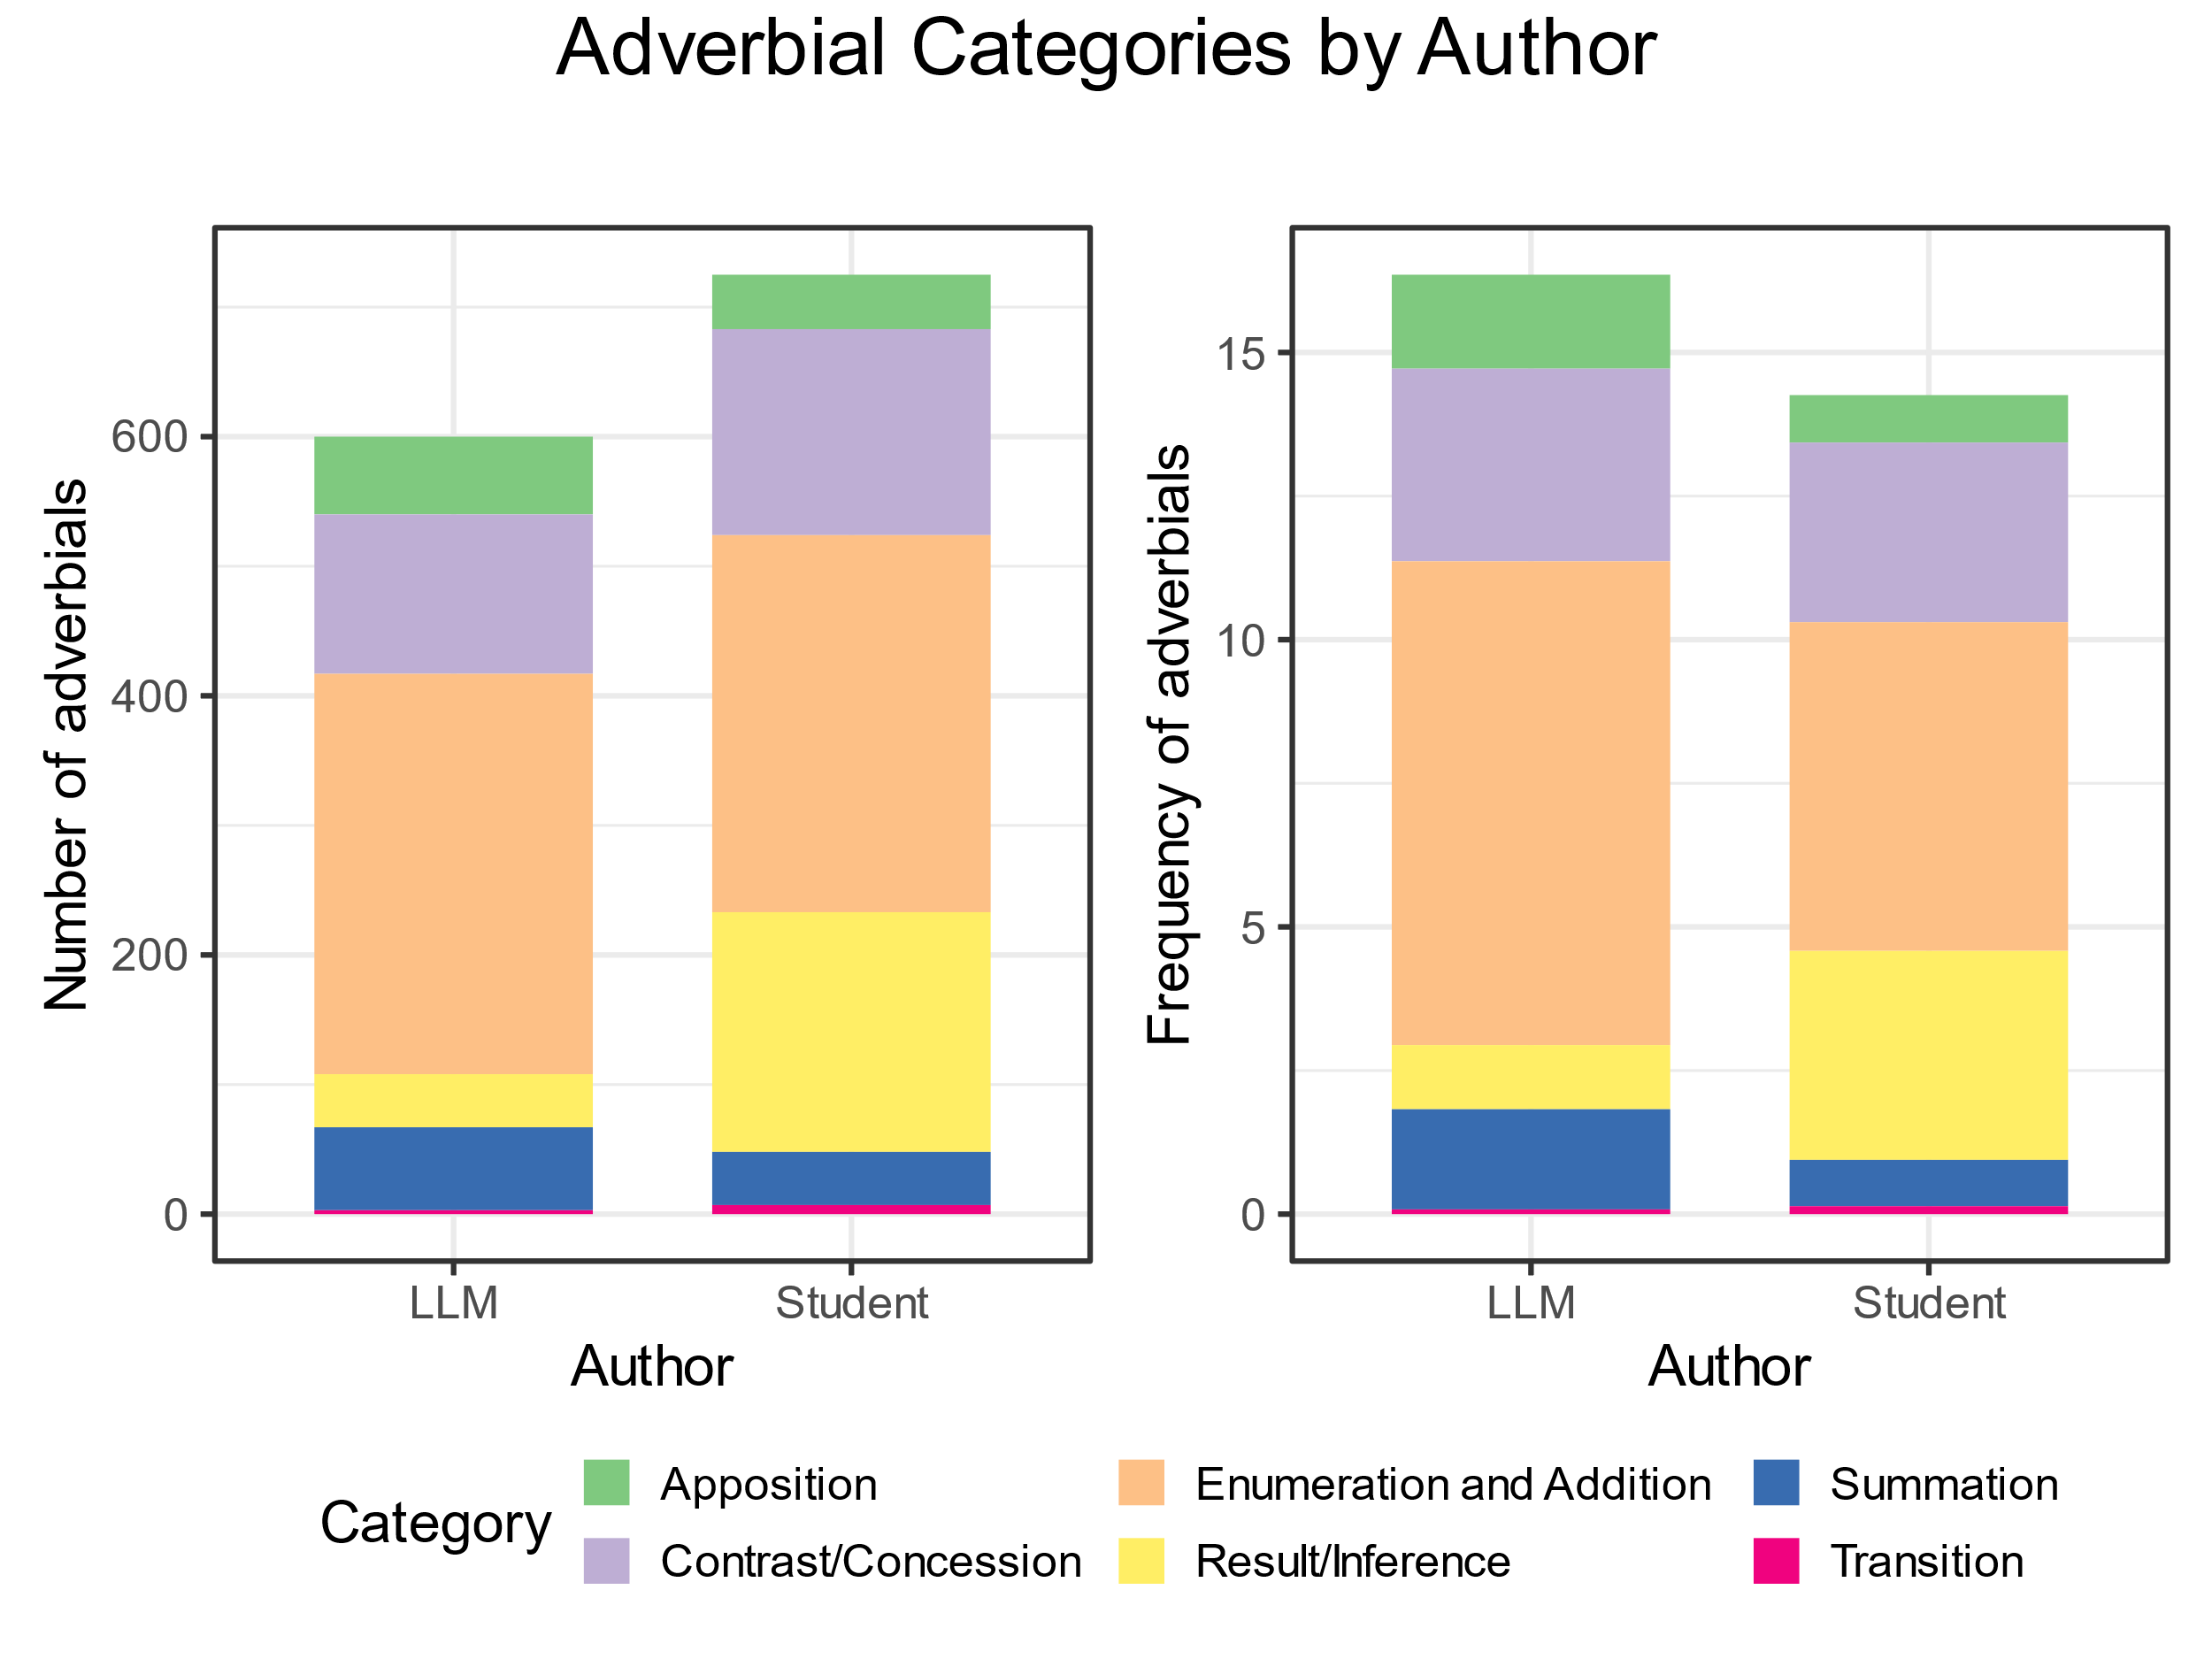 Adverbial Categories by Author
Number of adverbials
600
400
200
0
LLM Student
Author
Frequency of adverbials
15
10
5
0
LLM Student
Author
Category
Apposition
Contrast/Concession
Enumeration and Addition
Result/Inference
Summation
Transition